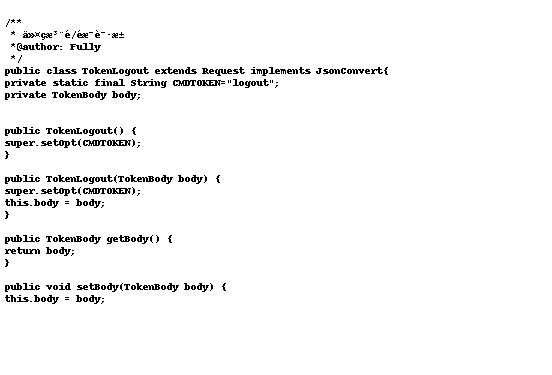 /**
 * ä»¤çæ³¨é/éæ¯è¯·æ±
 *@author: Fully
 */
public class TokenLogout extends Request implements JsonConvert{
private static final String CMDTOKEN="logout";
private TokenBody body;
public TokenLogout() {
super.setOpt(CMDTOKEN);
}
public TokenLogout(TokenBody body) {
super.setOpt(CMDTOKEN);
this.body = body;
}
public TokenBody getBody() {
return body;
}
public void setBody(TokenBody body) {
this.body = body;